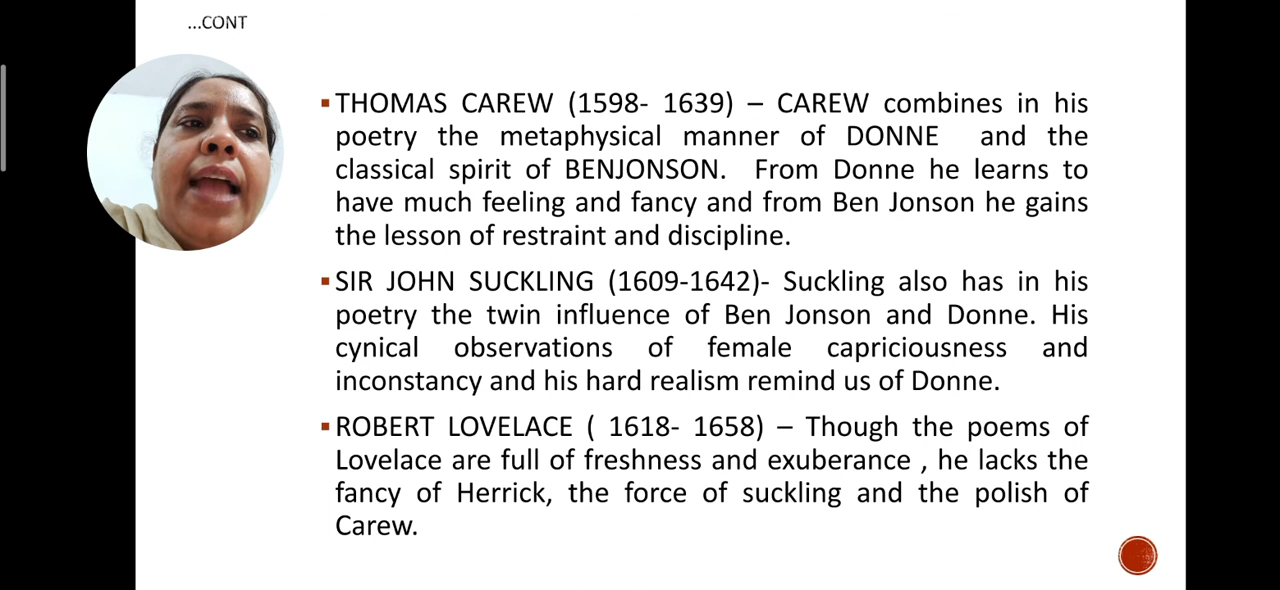 ...CONT
THOMAS CAREW (1598- 1639) – CAREW combines in his
poetry the metaphysical manner of DONNE and the
classical spirit of BENJONSON. From Donne he learns to
have much feeling and fancy and from Ben Jonson he gains
the lesson of restraint and discipline.
SIR JOHN SUCKLING (1609-1642)- Suckling also has in his
poetry the twin influence of Ben Jonson and Donne. His
cynical observations of female capriciousness and
inconstancy and his hard realism remind us of Donne.
ROBERT LOVELACE ( 1618- 1658) – Though the poems of
Lovelace are full of freshness and exuberance , he lacks the
fancy of Herrick, the force of suckling and the polish of
Carew.